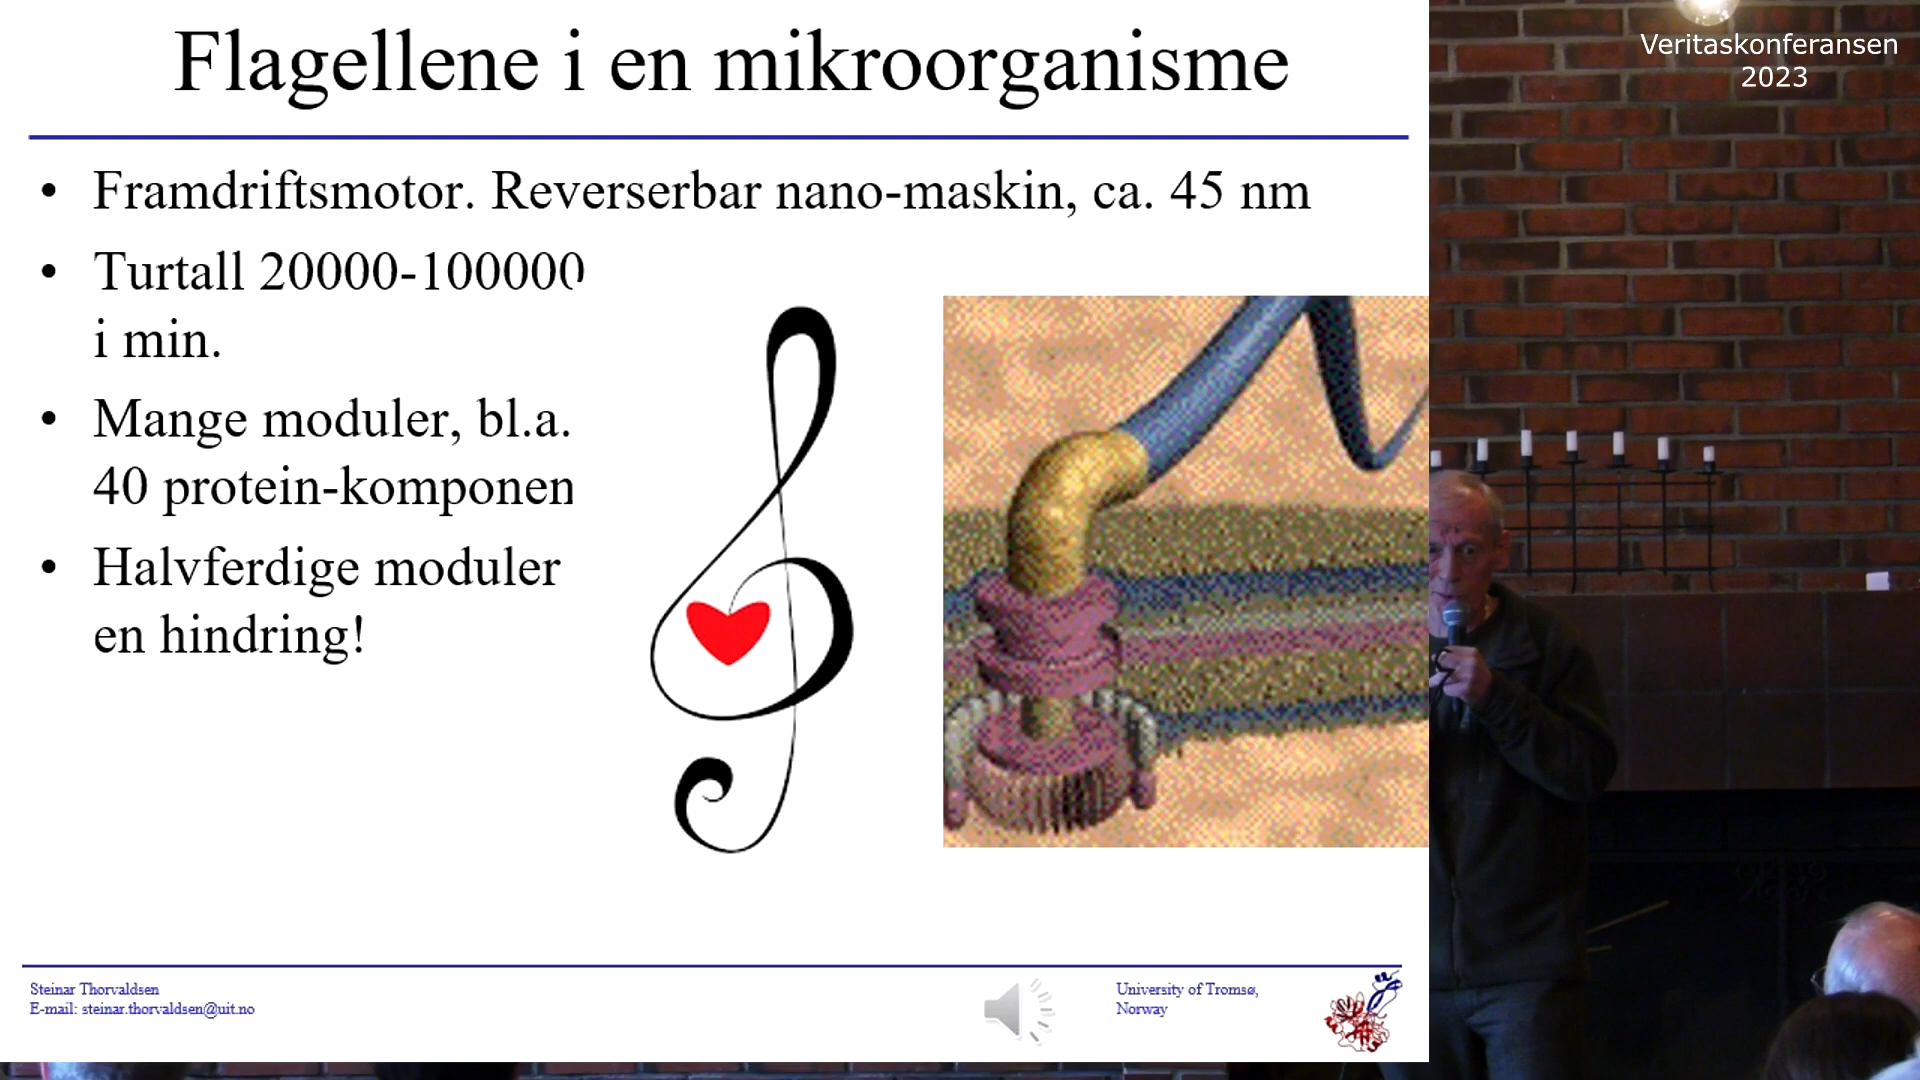 Flagellene i en mikroorganisme
Veritaskonferansen
2023
• Framdriftsmotor. Reverserbar nano-maskin, ca. 45 nm
• Turtall 20000-100000
i min.
• Mange moduler, bl.a.
40 protein-komponen
• Halvferdige moduler
en hindring!
Steinar Thorvaldsen
E-mail: steinar.thorvaldsen@uit.no
University of Tromsø,
Norway